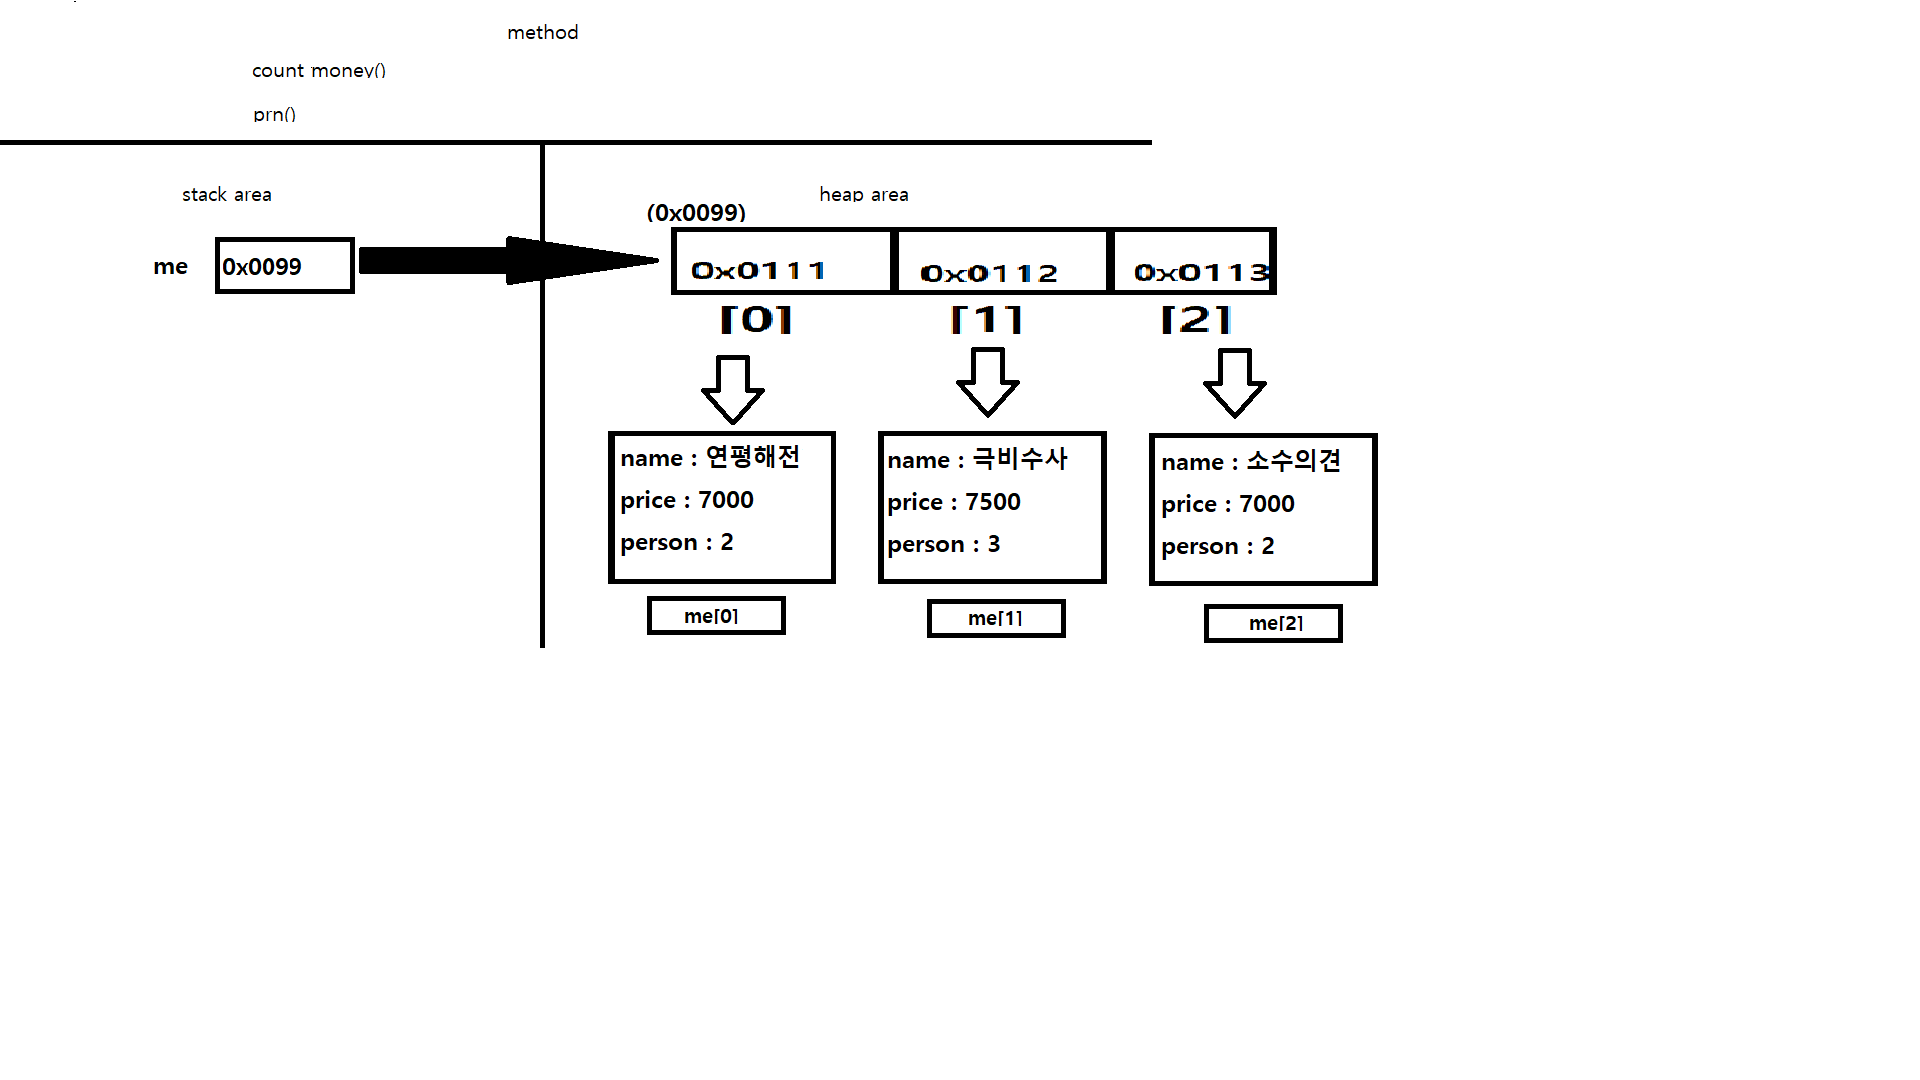 method
count money()
prn()
stack area
heap area
(0x0099)
me
0x0099
0x0111
0x0112
0x0113
[0]
[1]
[2]
name : 연평해전
price : 7000
person : 2
name : 극비수사
price : 7500
person : 3
name : 소수의견
price : 7000
person : 2
me[0]
me[1]
me[2]